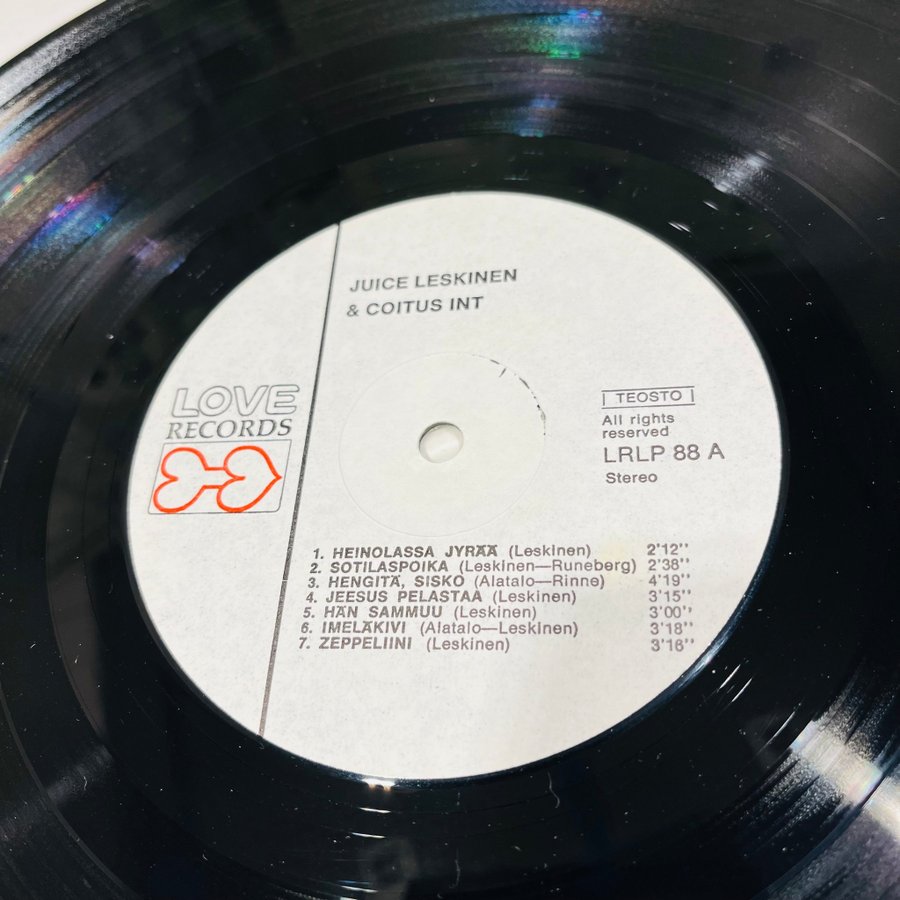 JUICE LESKINEN
& COITUS INT
LOVE
RECORDS
TEOSTO
All rights
reserved
LRLP 88 A
Stereo
1. HEINOLASSA JYRÄÄ (Leskinen) 2'12''
2. SOTILASPOIKA (Leskinen—Runeberg) 2'38''
3. HENGITÄ, SISKO (Alatalo—Rinne) 4'19''
4. JEESUS PELASTAA (Leskinen) 3'15''
5. HÄN SAMMUU (Leskinen) 3'00''
6. IMELÄKIVI (Alatalo—Leskinen) 3'18''
7. ZEPPELIINI (Leskinen) 3'16''